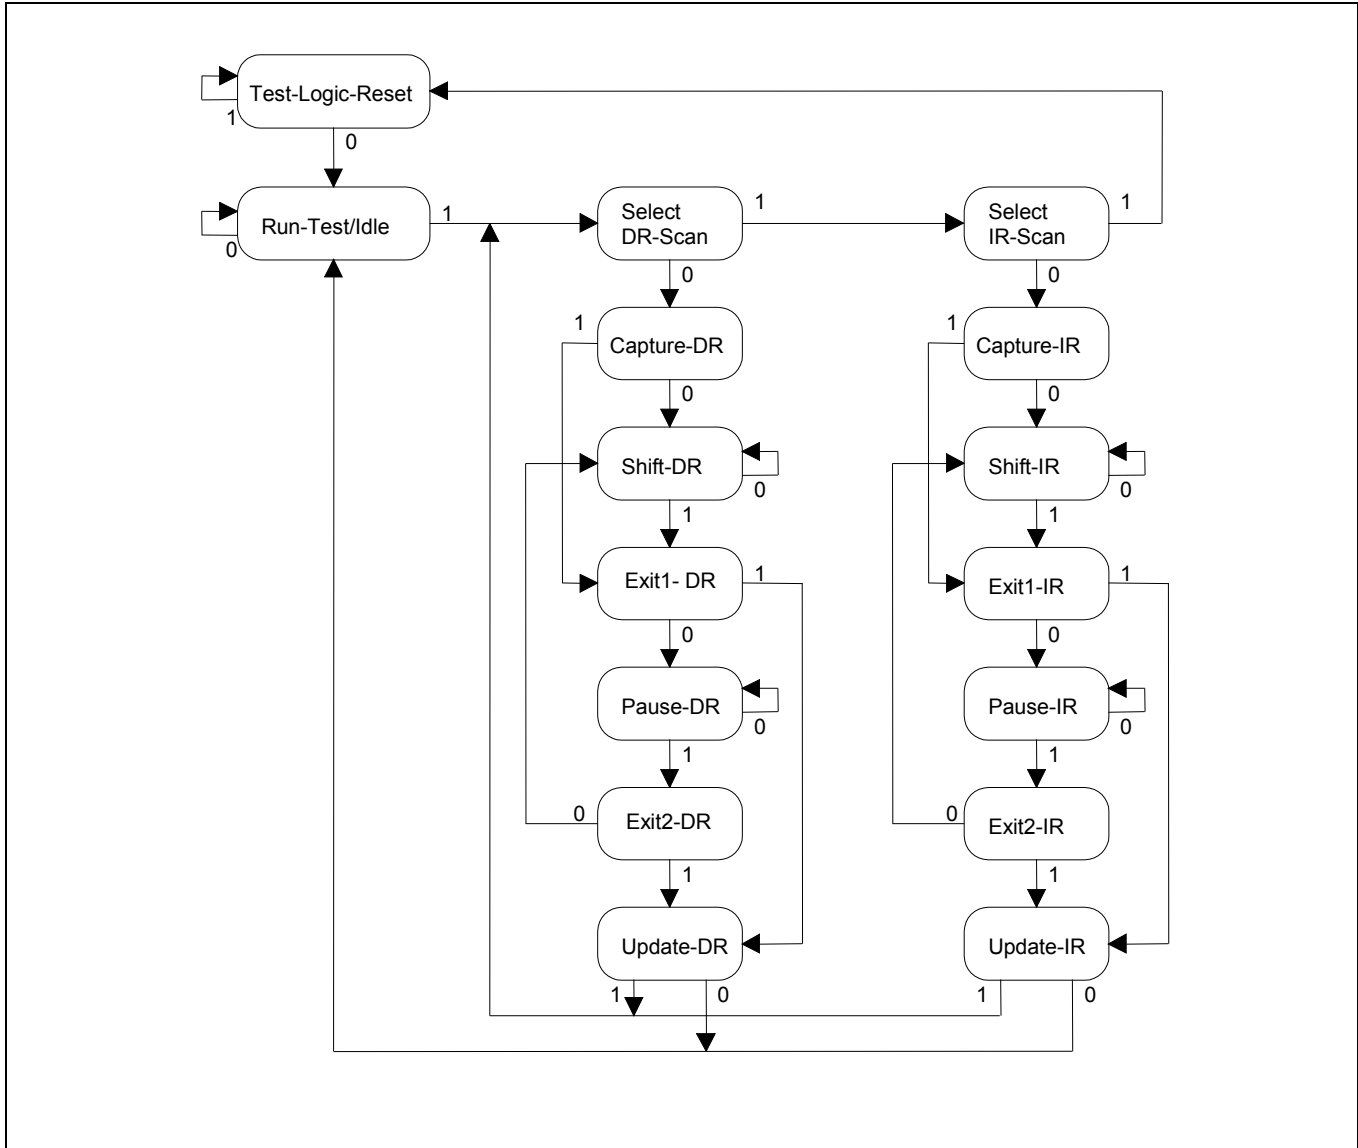 Test-Logic-Reset
1
0
Run-Test/Idle
0
1
Select
DR-Scan
1
0
Select
IR-Scan
1
0
1
Capture-DR
0
1
Capture-IR
0
Shift-DR
0
1
Shift-IR
0
1
Exit1- DR
1
0
Exit1-IR
1
0
Pause-DR
0
1
Pause-IR
0
1
0
Exit2-DR
1
0
Exit2-IR
1
Update-DR
1
0
Update-IR
1
0